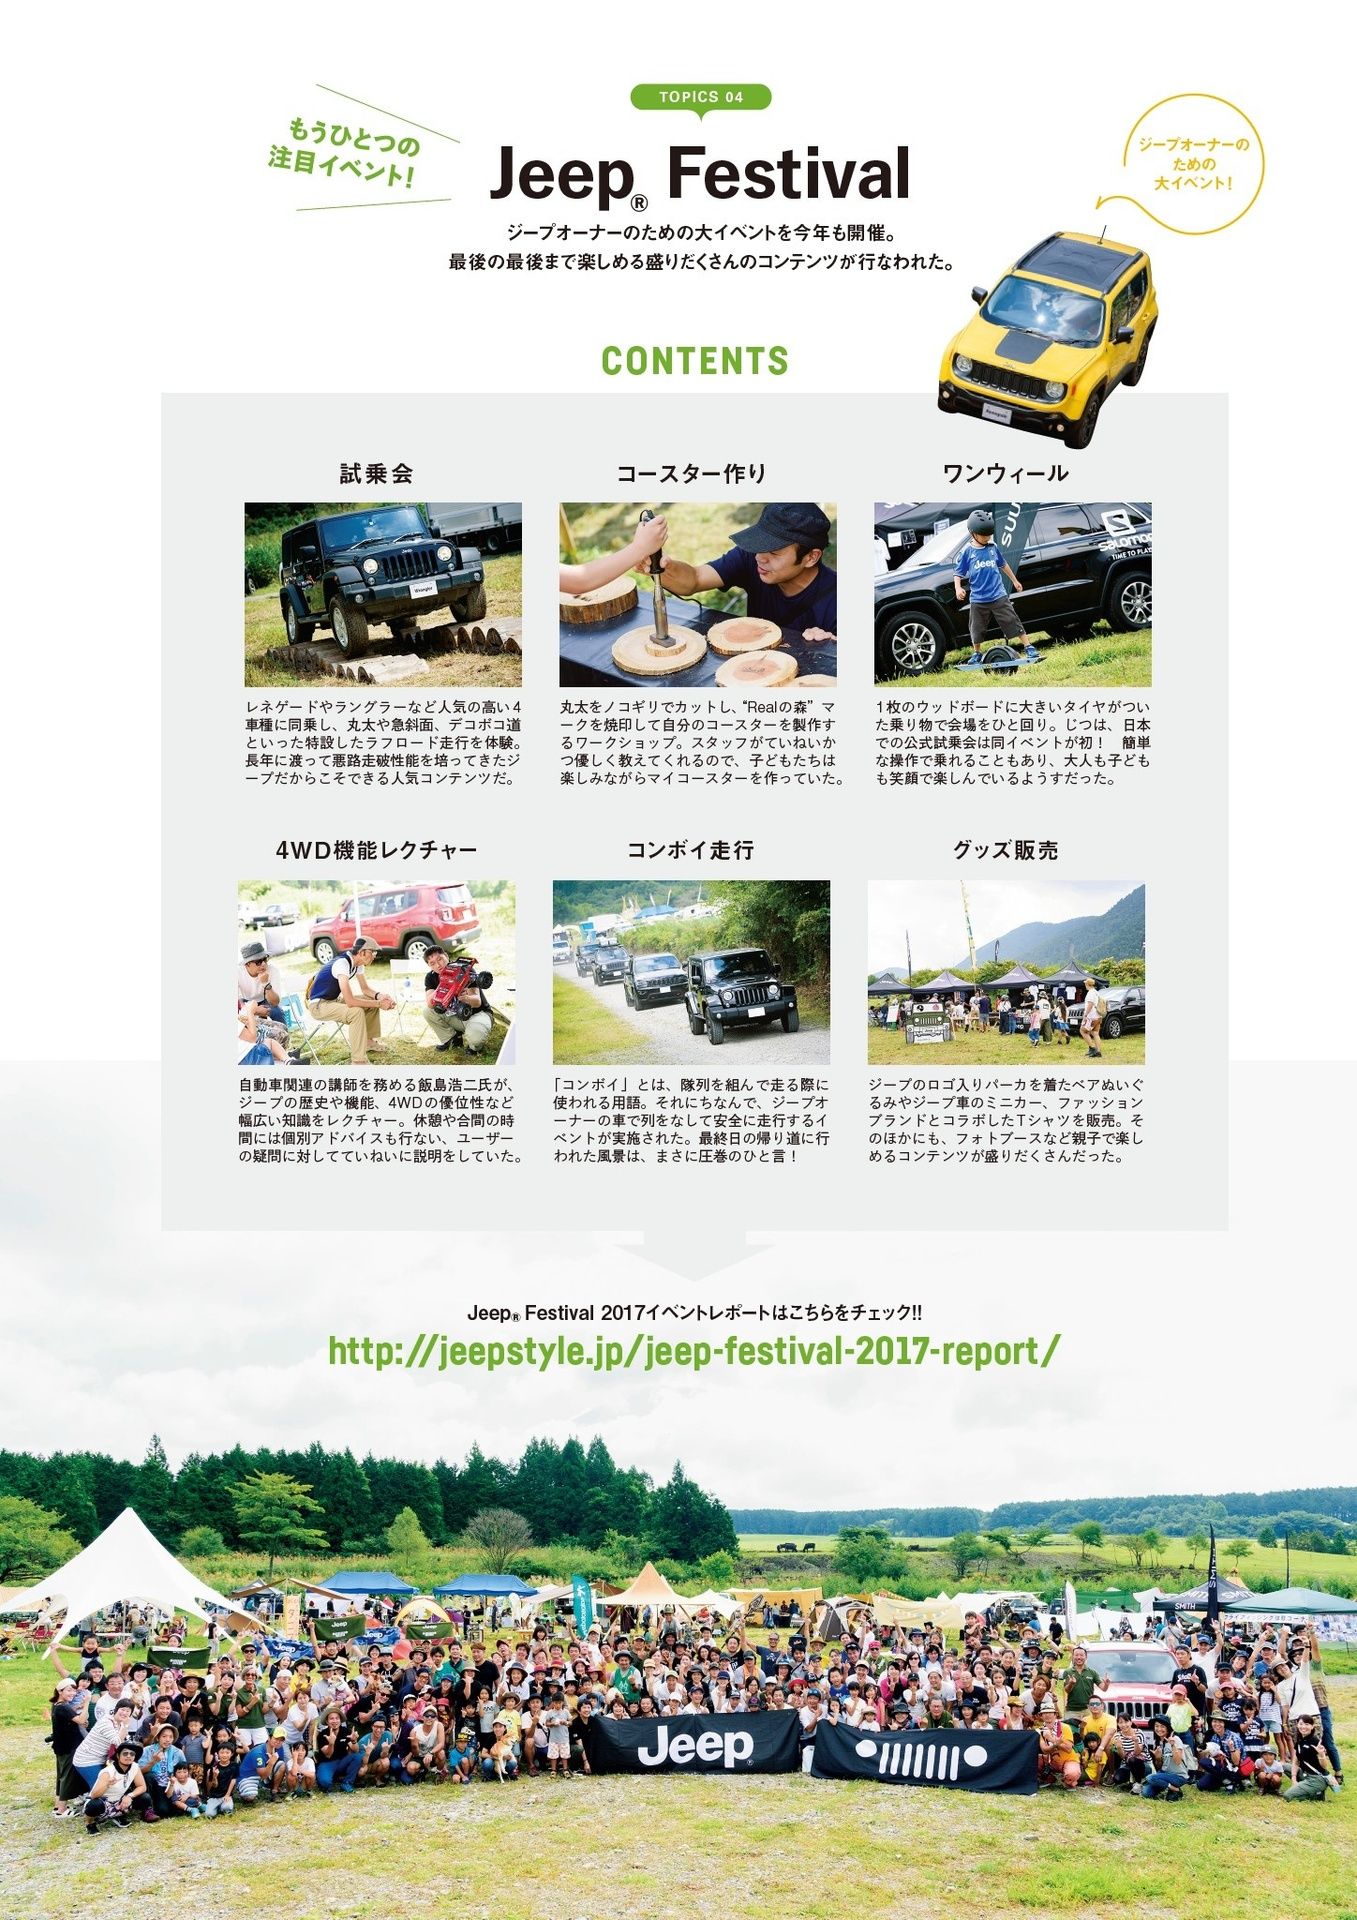 TOPICS 04
もうひとつの
注目イベント!
Jeep® Festival
ジープオーナーのための大イベントを今年も開催。
最後の最後まで楽しめる盛りだくさんのコンテンツが行なわれた。
ジープオーナーの
ための
大イベント!
Renegade
CONTENTS
試乗会
Jeep
Wrangler
レネゲードやラングラーなど人気の高い4
車種に同乗し、丸太や急斜面、デコボコ道
といった特設したラフロード走行を体験。
長年に渡って悪路走破性能を培ってきたジ
ープだからこそできる人気コンテンツだ。
コースター作り
丸太をノコギリでカットし、“Realの森”マ
ークを焼印して自分のコースターを製作す
るワークショップ。スタッフがていねいか
つ優しく教えてくれるので、子どもたちは
楽しみながらマイコースターを作っていた。
ワンウィール
SUU
salomon
TIME TO PLAY
Jeep
1枚のウッドボードに大きいタイヤがつい
た乗り物で会場をひと回り。じつは、日本
での公式試乗会は同イベントが初!　簡単
な操作で乗れることもあり、大人も子ども
も笑顔で楽しんでいるようすだった。
4WD機能レクチャー
自動車関連の講師を務める飯島浩二氏が、
ジープの歴史や機能、4WDの優位性など
幅広い知識をレクチャー。休憩や合間の時
間には個別アドバイスも行ない、ユーザー
の疑問に対してていねいに説明をしていた。
コンボイ走行
「コンボイ」とは、隊列を組んで走る際に
使われる用語。それにちなんで、ジープオ
ーナーの車で列をなして安全に走行するイ
ベントが実施された。最終日の帰り道に行
われた風景は、まさに圧巻のひと言!
グッズ販売
ジープのロゴ入りパーカを着たベアぬいぐ
るみやジープ車のミニカー、ファッション
ブランドとコラボしたTシャツを販売。そ
のほかにも、フォトブースなど親子で楽し
めるコンテンツが盛りだくさんだった。
Jeep® Festival 2017イベントレポートはこちらをチェック!!
http://jeepstyle.jp/jeep-festival-2017-report/
SMITH
SMITH
SMITH
Jeep
Jeep
Jeep
Jeep
Jeep®